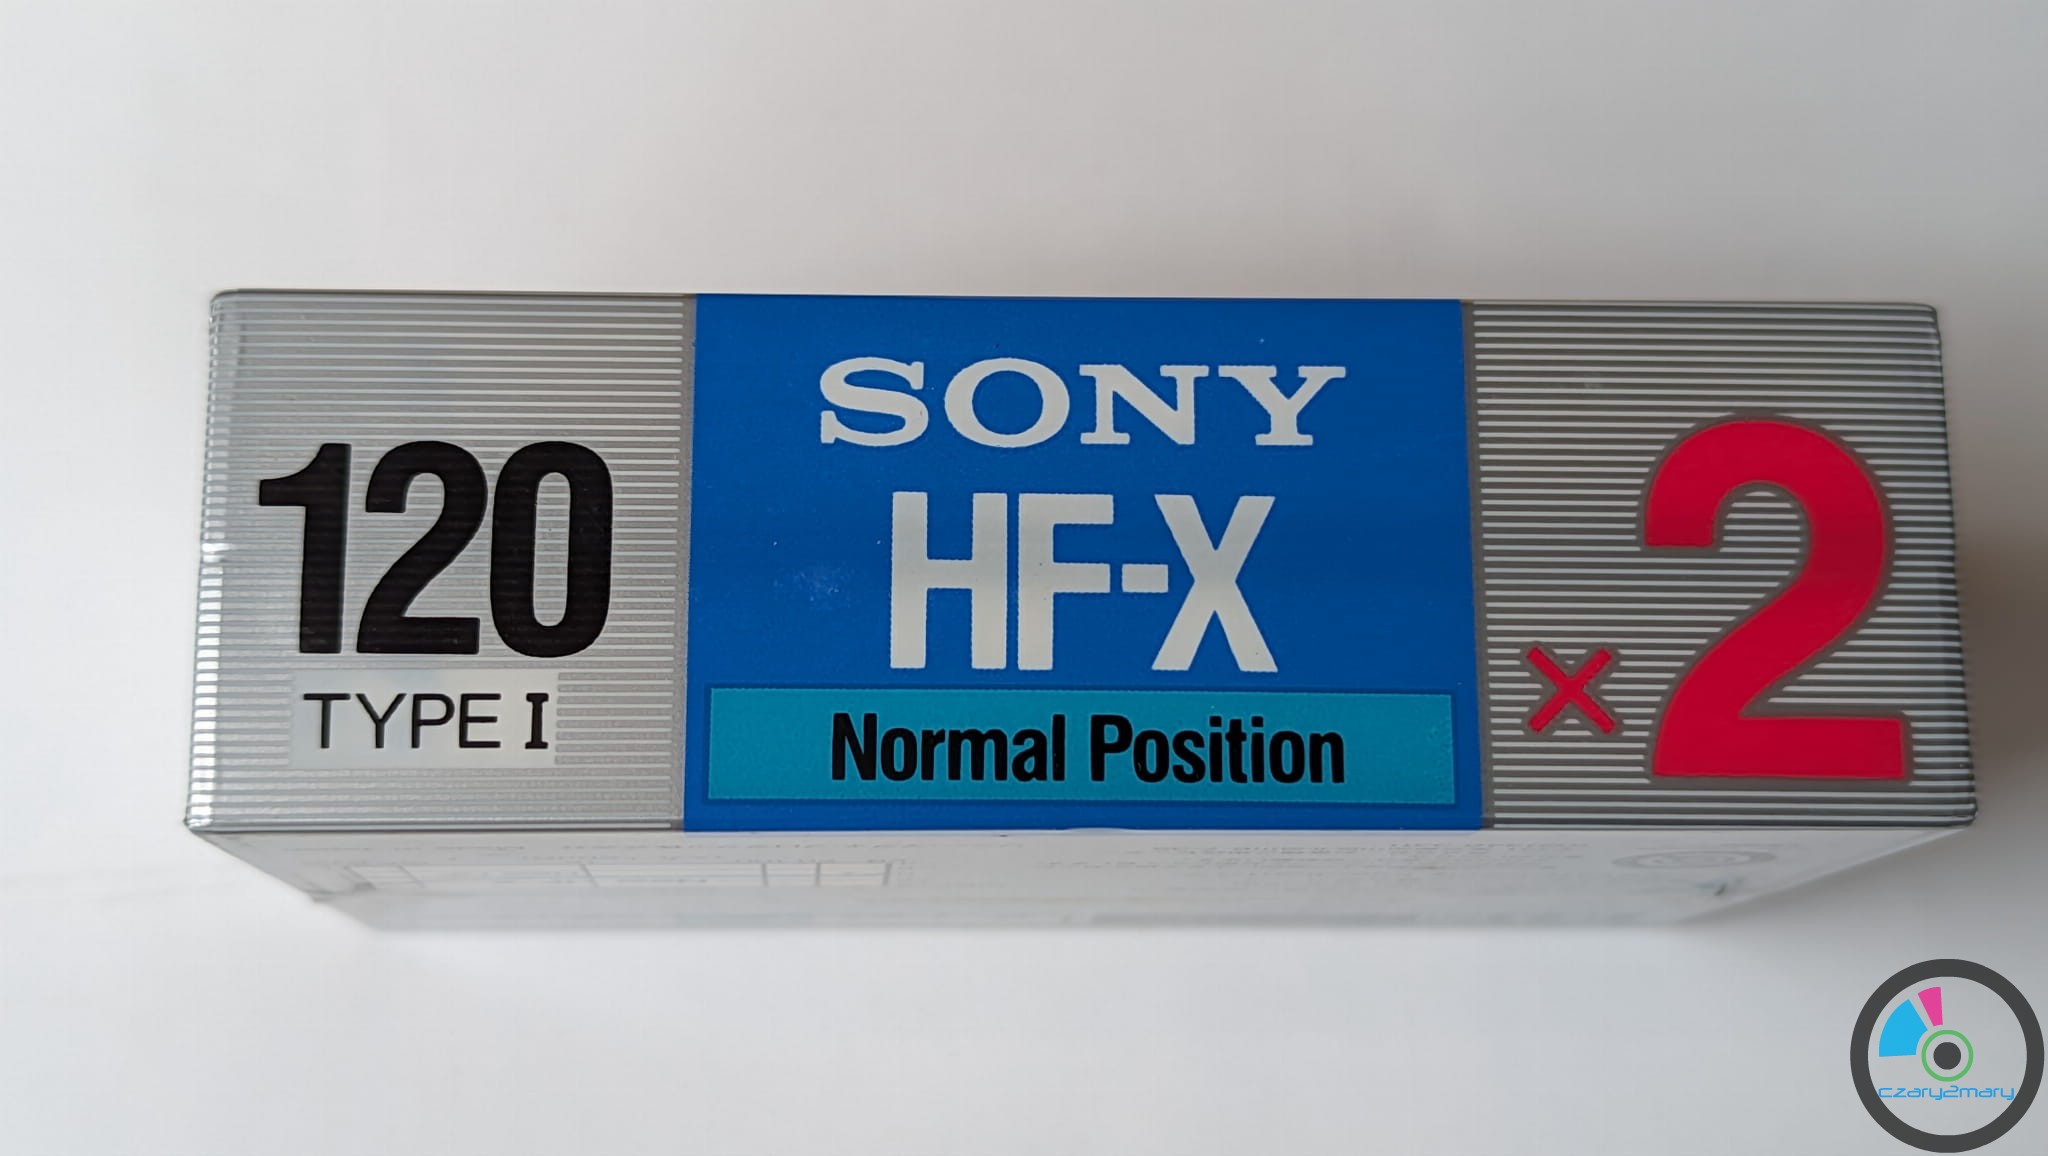 120
TYPE I
SONY
HF-X
Normal Position
×2
czary2mary